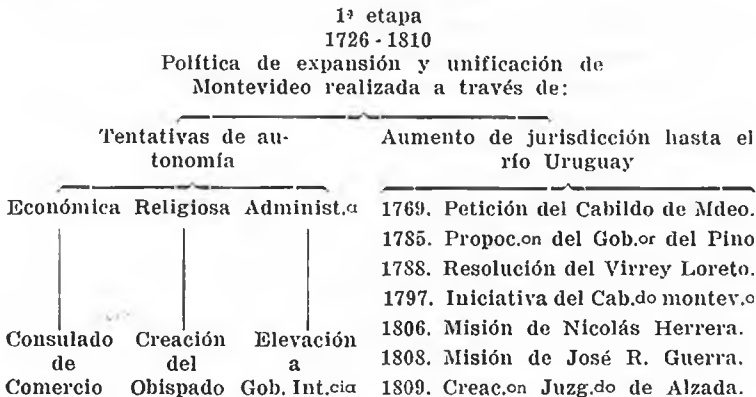 1ª etapa
1726 - 1810
Política de expansión y unificación de
Montevideo realizada a través de:
Tentativas de au-
tonomía
Aumento de jurisdicción hasta el
río Uruguay
Económica Religiosa Administ.a
Consulado Creación Elevación
de del a
Comercio Obispado Gob. Int.cia
1769. Petición del Cabildo de Mdeo.
1785. Propoc.on del Gob.or del Pino
1788. Resolución del Virrey Loreto.
1797. Iniciativa del Cab.do montev.o
1806. Misión de Nicolás Herrera.
1808. Misión de José R. Guerra.
1809. Creac.on Juzg.do de Alzada.